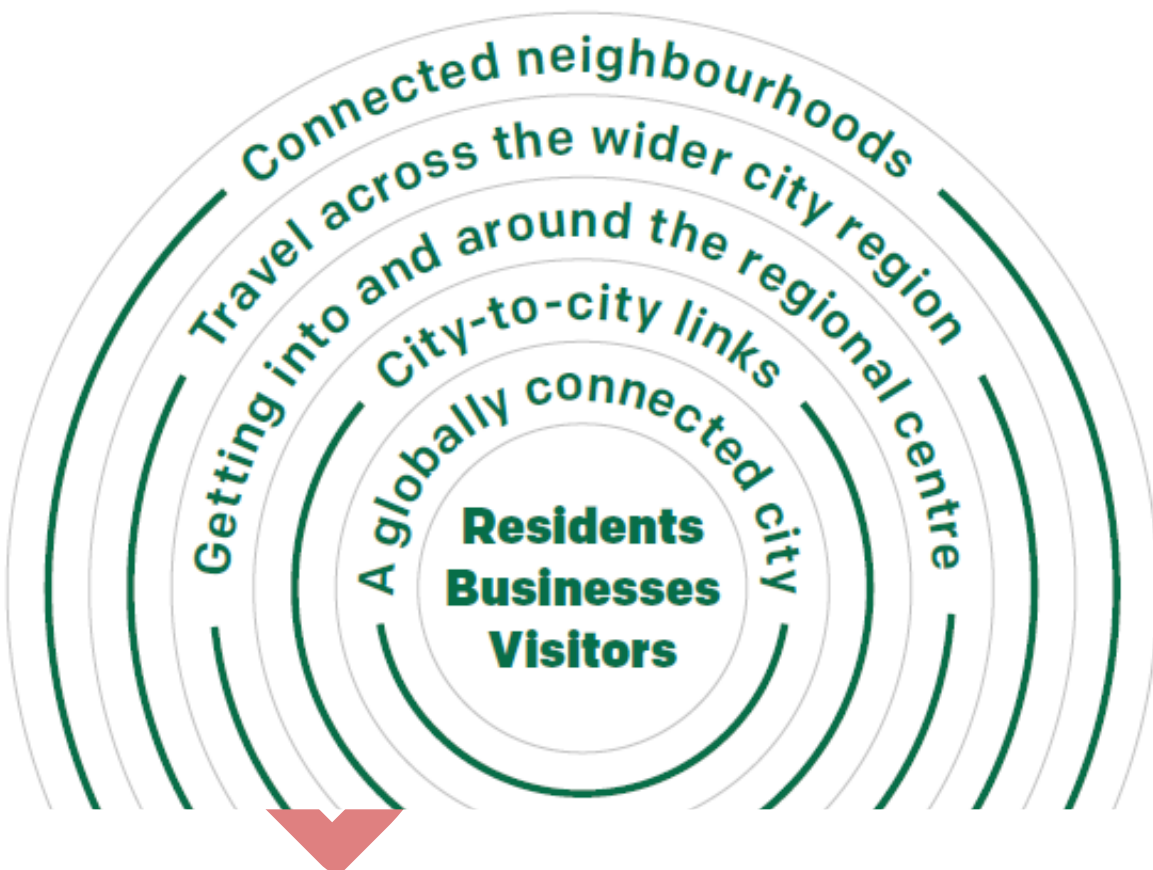 Connected neighbourhoods
Travel across the wider city region
Getting into and around the regional centre
City-to-city links
A globally connected city
Residents
Businesses
Visitors